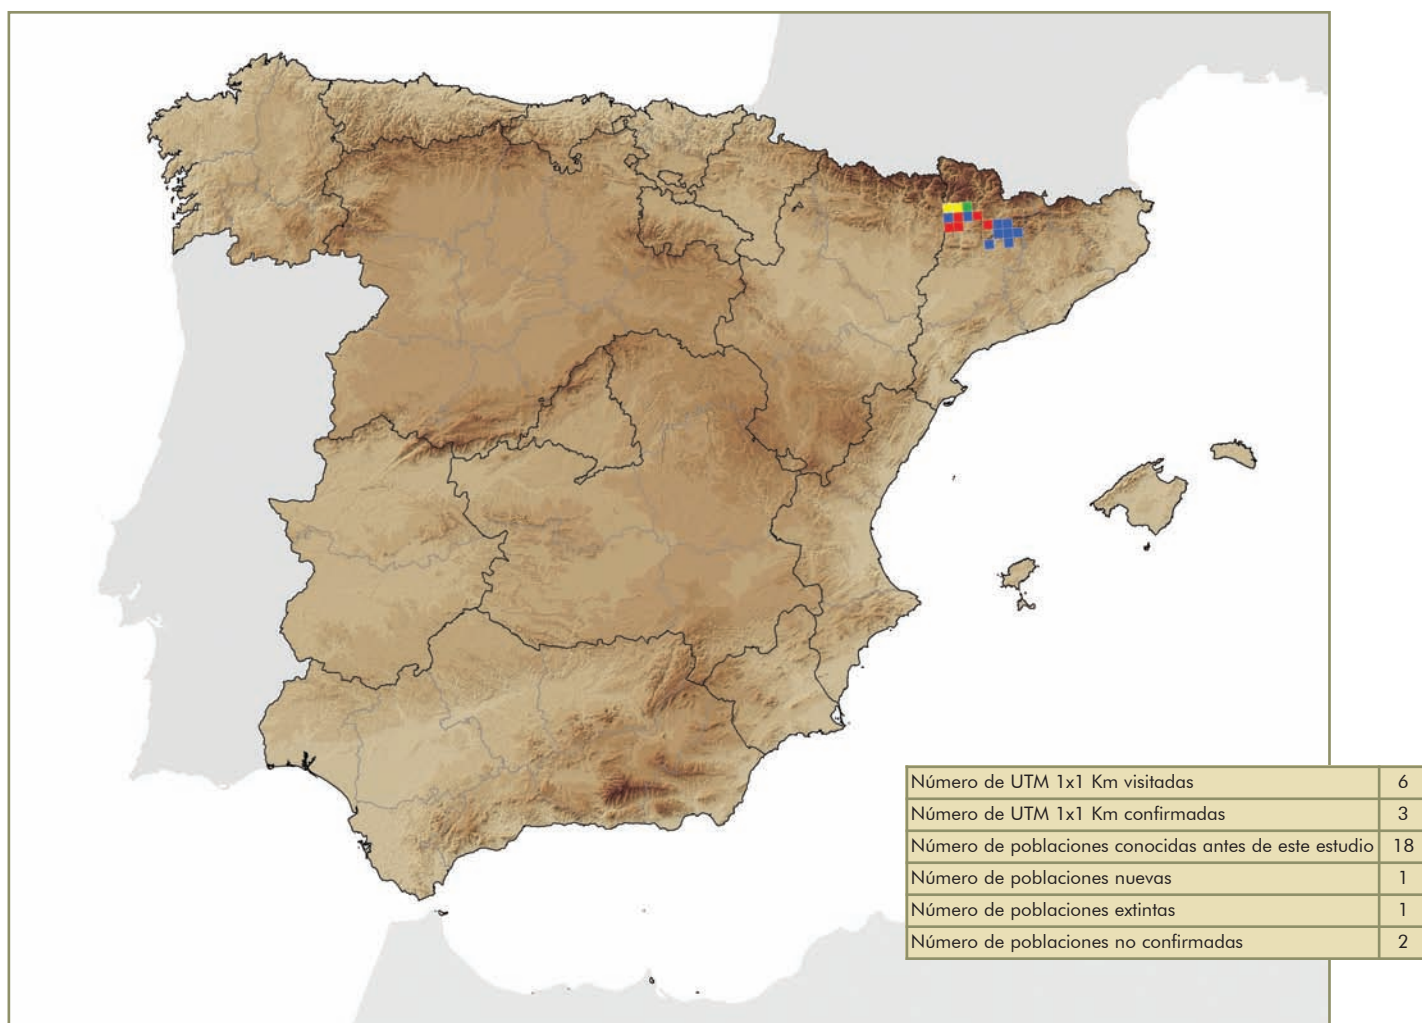 Número de UTM 1x1 Km visitadas 6
Número de UTM 1x1 Km confirmadas 3
Número de poblaciones conocidas antes de este estudio 18
Número de poblaciones nuevas 1
Número de poblaciones extintas 1
Número de poblaciones no confirmadas 2